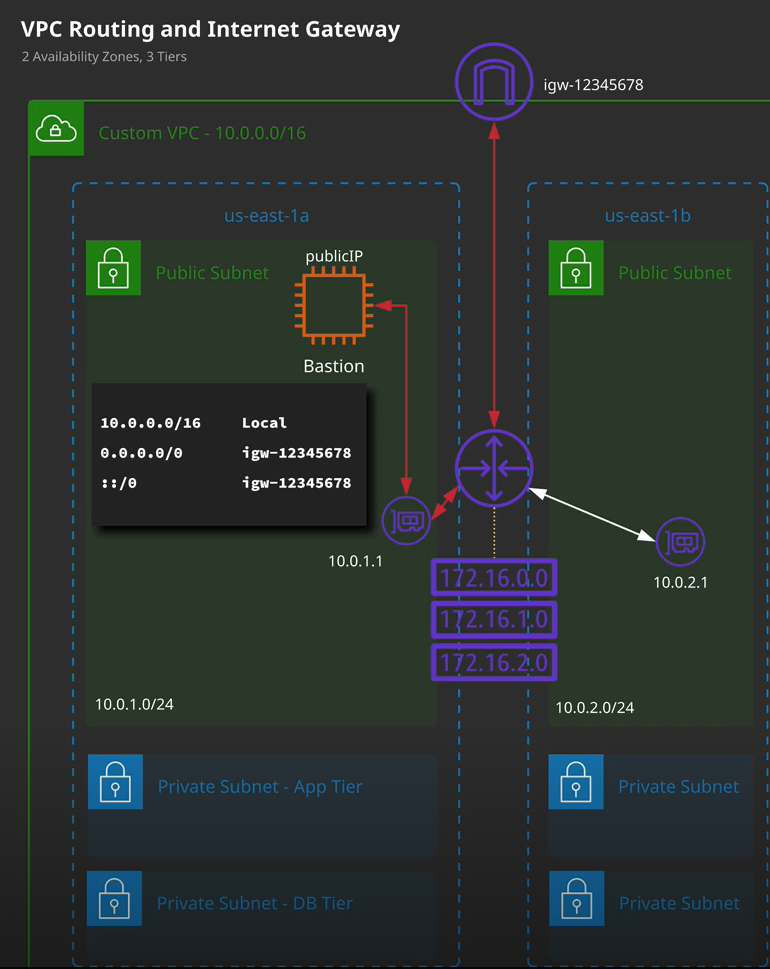 VPC Routing and Internet Gateway
2 Availability Zones, 3 Tiers
igw-12345678
Custom VPC - 10.0.0.0/16
us-east-1a
us-east-1b
publicIP
Public Subnet
Public Subnet
Bastion
10.0.0.0/16 Local
0.0.0.0/0 igw-12345678
::/0 igw-12345678
10.0.1.1
10.0.2.1
172.16.0.0
172.16.1.0
172.16.2.0
10.0.1.0/24
10.0.2.0/24
Private Subnet - App Tier
Private Subnet
Private Subnet - DB Tier
Private Subnet